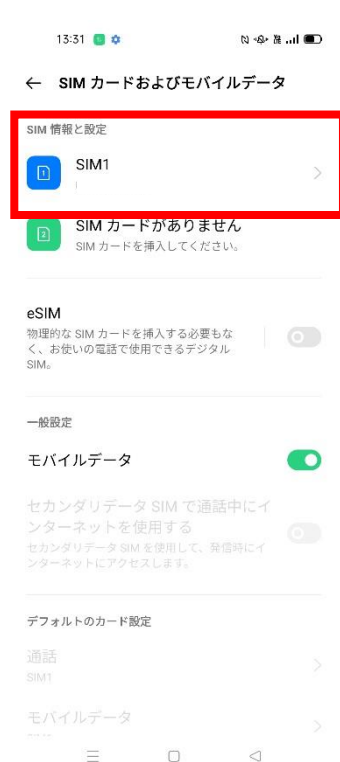 13:31
SIM カードおよびモバイルデータ
SIM 情報と設定
1
SIM1
2
SIM カードがありません
SIM カードを挿入してください。
eSIM
物理的な SIM カードを挿入する必要もな
く、お使いの電話で使用できるデジタル
SIM。
一般設定
モバイルデータ
セカンダリデータ SIM で通話中にイ
ンターネットを使用する
セカンダリデータ SIM を使用して、発信時にイ
ンターネットにアクセスします。
デフォルトのカード設定
通話
SIM1
モバイルデータ